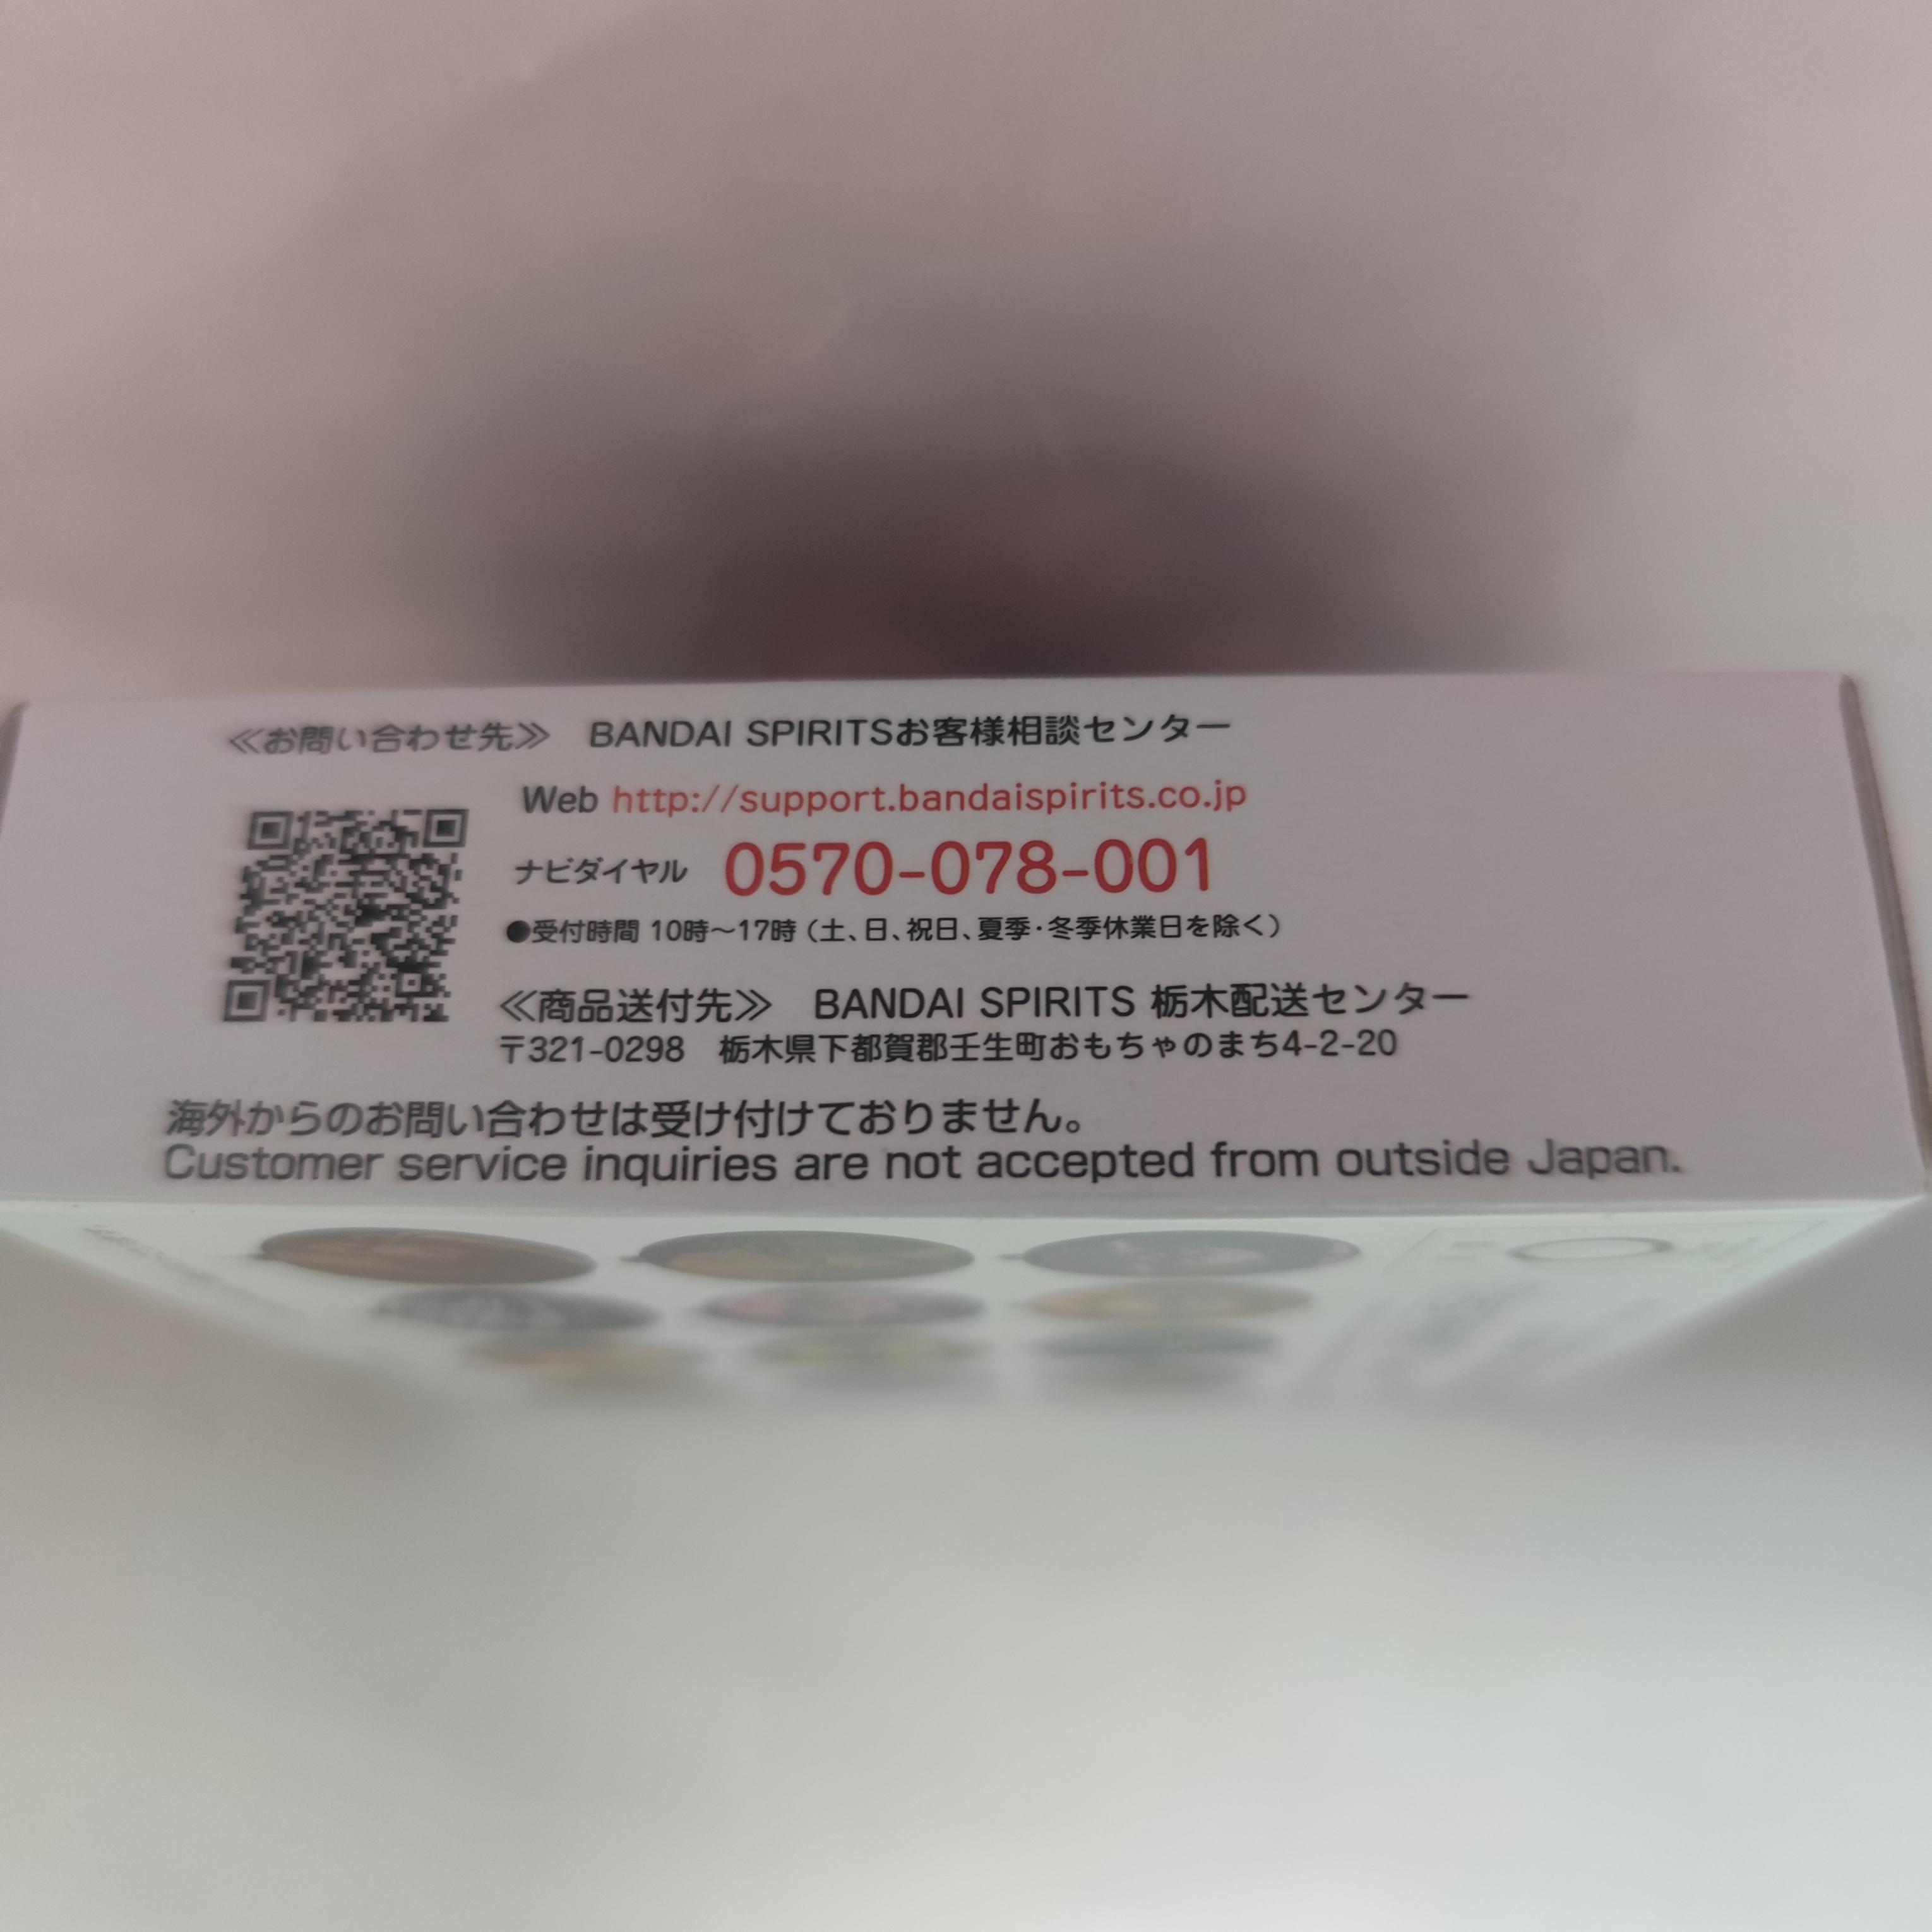 ≪お問い合わせ先≫ BANDAI SPIRITSお客様相談センター
Web http://support.bandaispirits.co.jp
ナビダイヤル 0570-078-001
●受付時間 10時～17時（土、日、祝日、夏季・冬季休業日を除く）
≪商品送付先≫ BANDAI SPIRITS 栃木配送センター
〒321-0298 栃木県下都賀郡壬生町おもちゃのまち4-2-20
海外からのお問い合わせは受け付けておりません。
Customer service inquiries are not accepted from outside Japan.